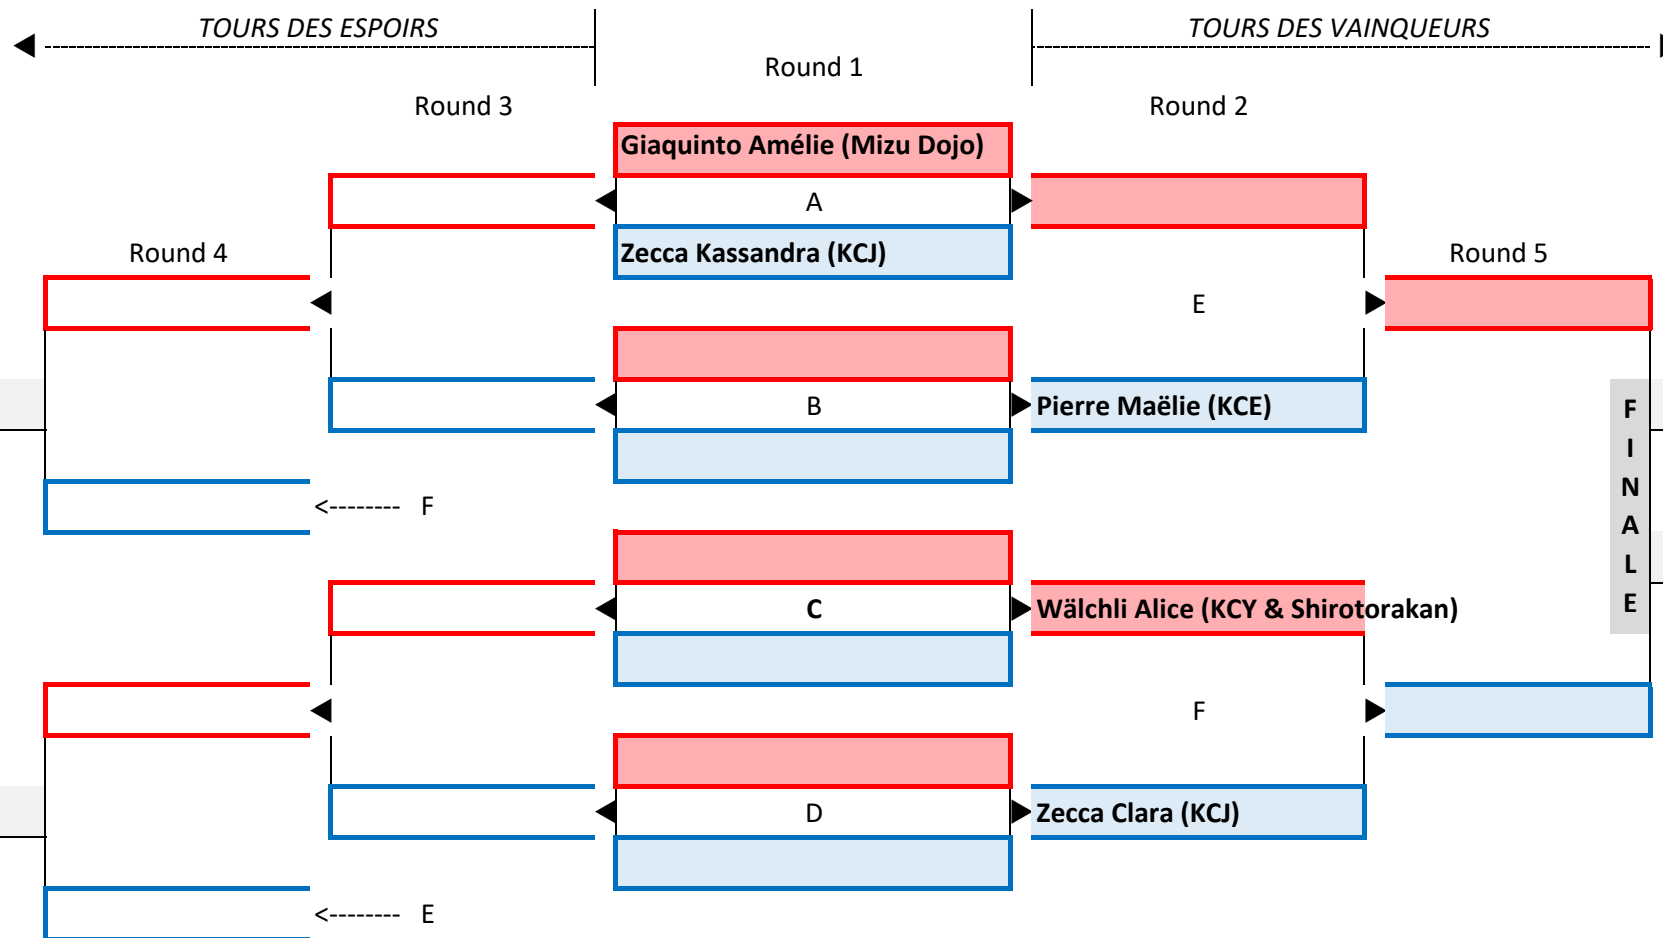 TOURS DES ESPOIRS
TOURS DES VAINQUEURS
Round 1
Round 3
Round 2
Giaquinto Amélie (Mizu Dojo)
A
Zecca Kassandra (KCJ)
Round 4
Round 5
E
B
Pierre Maëlie (KCE)
F
I
N
A
L
E
<-------- F
C
Wälchli Alice (KCY & Shirotorakan)
F
D
Zecca Clara (KCJ)
<-------- E